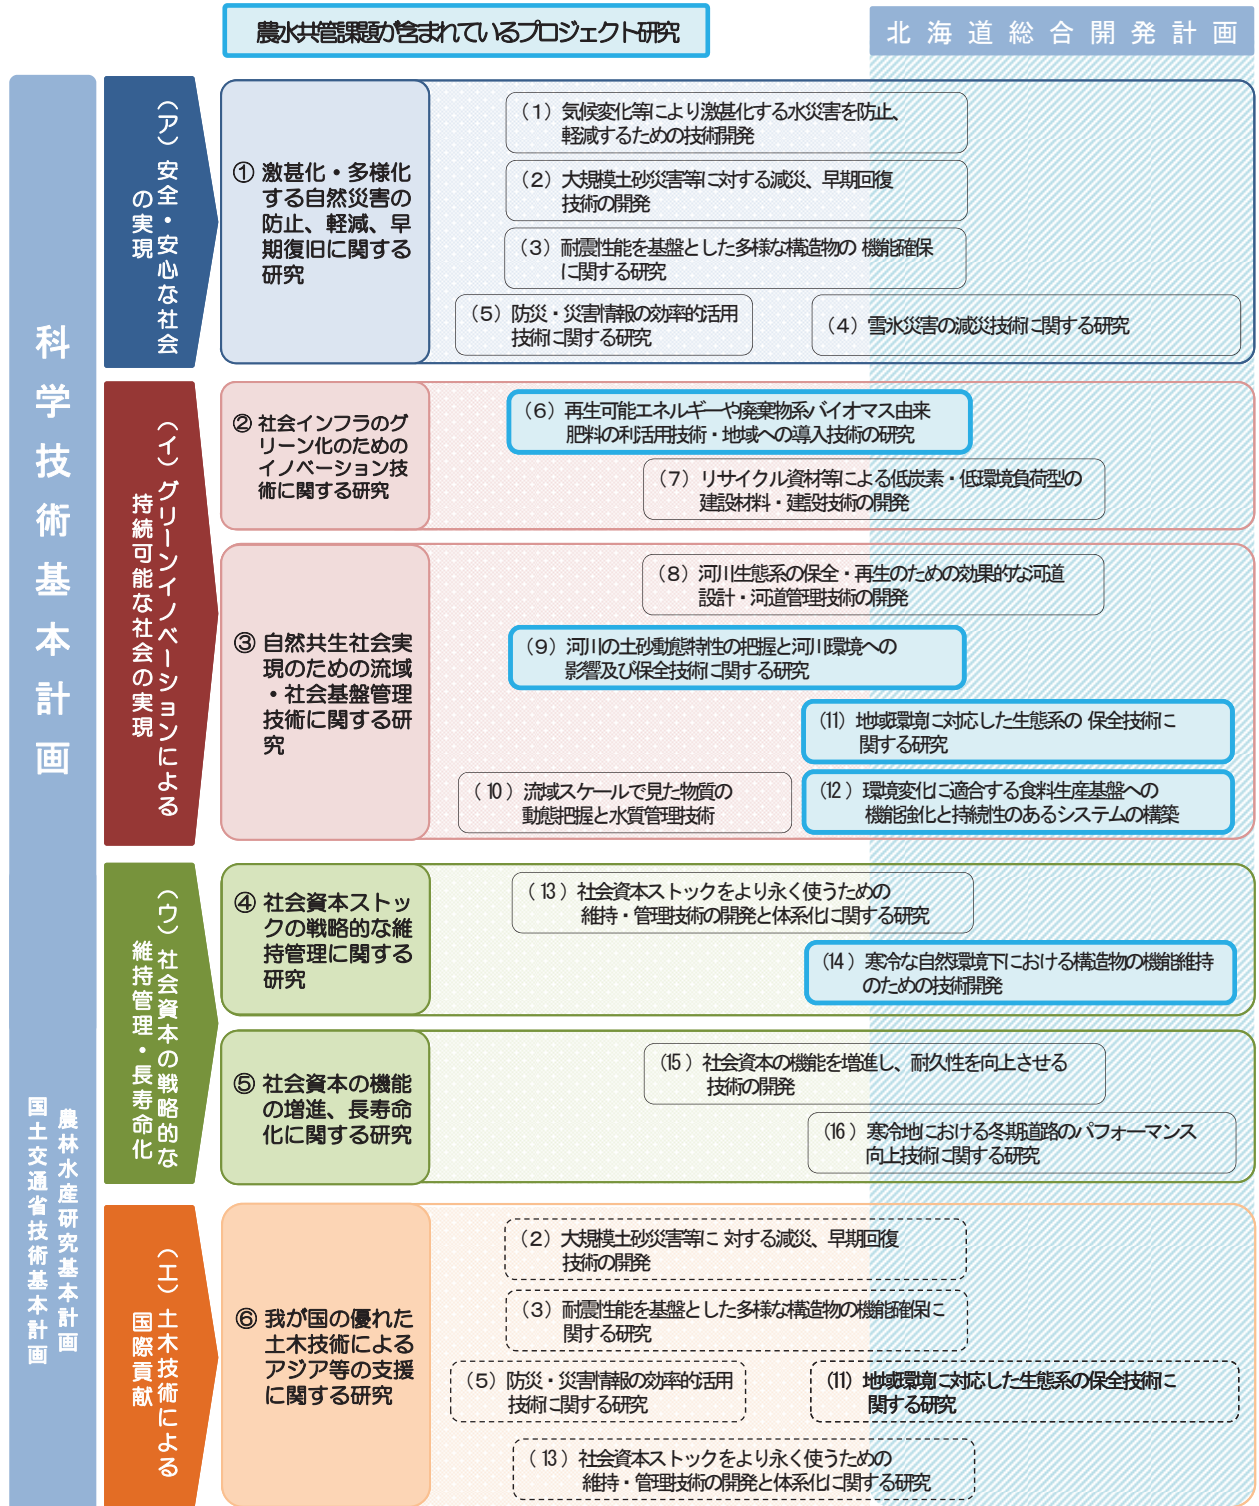 農水共管課題が含まれているプロジェクト研究
北海道総合開発計画
科学技術基本計画
農林水産研究基本計画
国土交通省技術基本計画
（ア）安全・安心な社会
の実現
① 激甚化・多様化
する自然災害の
防止、軽減、早
期復旧に関する
研究
（1）気候変化等により激甚化する水災害を防止、
軽減するための技術開発
（2）大規模土砂災害等に対する減災、早期回復
技術の開発
（3）耐震性能を基盤とした多様な構造物の 機能確保
に関する研究
（5）防災・災害情報の効率的活用
技術に関する研究
（4）雪氷災害の減災技術に関する研究
（イ）グリーンイノベーションによる
持続可能な社会の実現
② 社会インフラのグ
リーン化のための
イノベーション技
術に関する研究
（6）再生可能エネルギーや廃棄物系バイオマス由来
肥料の利活用技術・地域への導入技術の研究
（7）リサイクル資材等による低炭素・低環境負荷型の
建設材料・建設技術の開発
③ 自然共生社会実
現のための流域
・社会基盤管理
技術に関する研
究
（8）河川生態系の保全・再生のための効果的な河道
設計・河道管理技術の開発
（9）河川の土砂動態特性の把握と河川環境への
影響及び保全技術に関する研究
（11）地域環境に対応した生態系の 保全技術に
関する研究
（10）流域スケールで見た物質の
動態把握と水質管理技術
（12）環境変化に適合する食料生産基盤への
機能強化と持続性のあるシステムの構築
（ウ）社会資本の戦略的な
維持管理・長寿命化
④ 社会資本ストッ
クの戦略的な維
持管理に関する
研究
（13）社会資本ストックをより永く使うための
維持・管理技術の開発と体系化に関する研究
（14）寒冷な自然環境下における構造物の機能維持
のための技術開発
⑤ 社会資本の機能
の増進、長寿命
化に関する研究
（15）社会資本の機能を増進し、耐久性を向上させる
技術の開発
（16）寒冷地における冬期道路のパフォーマンス
向上技術に関する研究
（エ）土木技術による
国際貢献
⑥ 我が国の優れた
土木技術による
アジア等の支援
に関する研究
（2）大規模土砂災害等に 対する減災、早期回復
技術の開発
（3）耐震性能を基盤とした多様な構造物の機能確保に
関する研究
（5）防災・災害情報の効率的活用
技術に関する研究
（11）地域環境に対応した生態系の保全技術に
関する研究
（13）社会資本ストックをより永く使うための
維持・管理技術の開発と体系化に関する研究